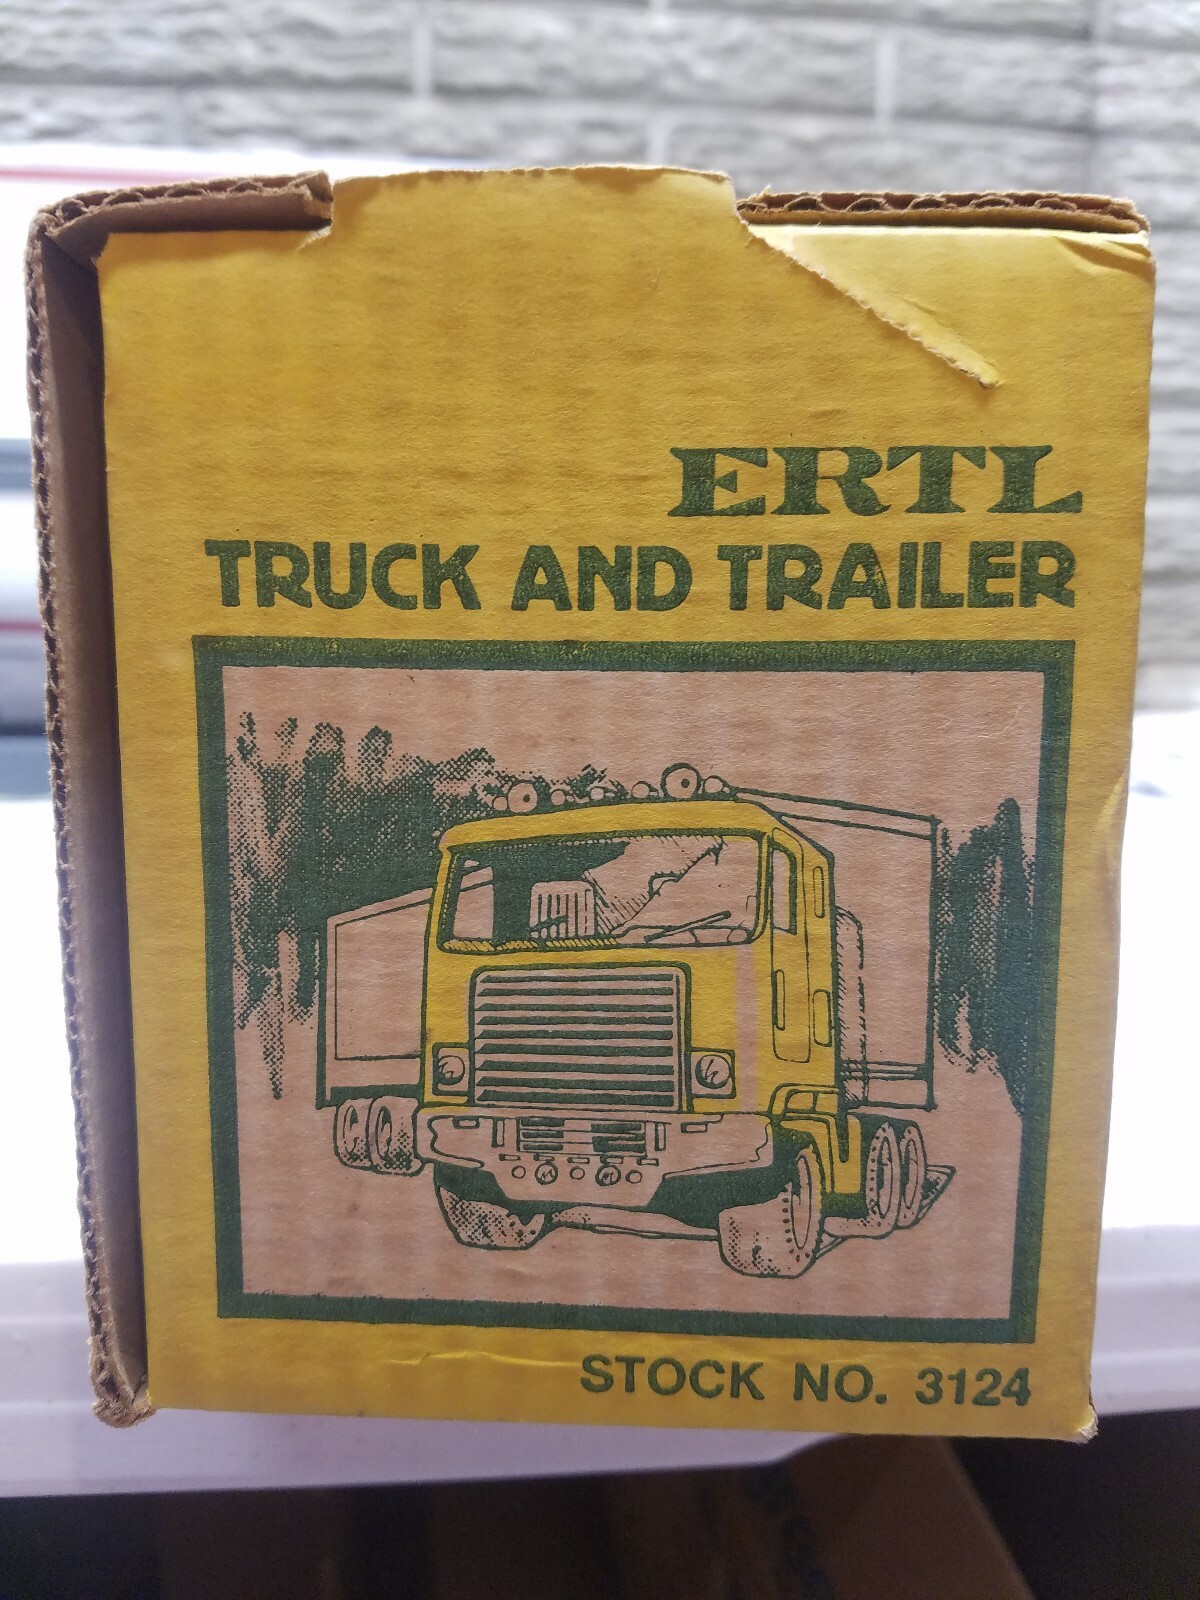 ERTL
TRUCK AND TRAILER
STOCK NO. 3124